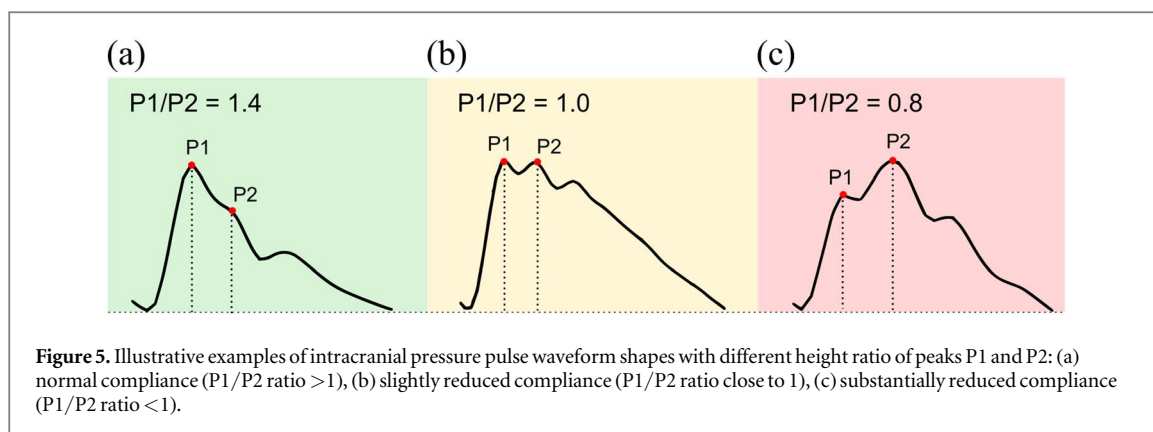 (a)
(b)
(c)
P1/P2 = 1.4
P1/P2 = 1.0
P1/P2 = 0.8
P1
P2
P1
P2
P1
P2
Figure 5. Illustrative examples of intracranial pressure pulse waveform shapes with different height ratio of peaks P1 and P2: (a)
normal compliance (P1/P2 ratio >1), (b) slightly reduced compliance (P1/P2 ratio close to 1), (c) substantially reduced compliance
(P1/P2 ratio <1).